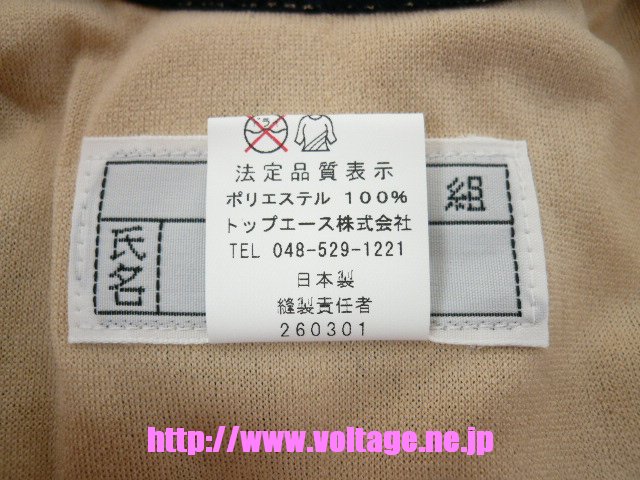 法定品質表示
ポリエステル 100%
トップエース株式会社
TEL 048-529-1221
日本製
縫製責任者
260301
組
氏名
http://www.voltage.ne.jp